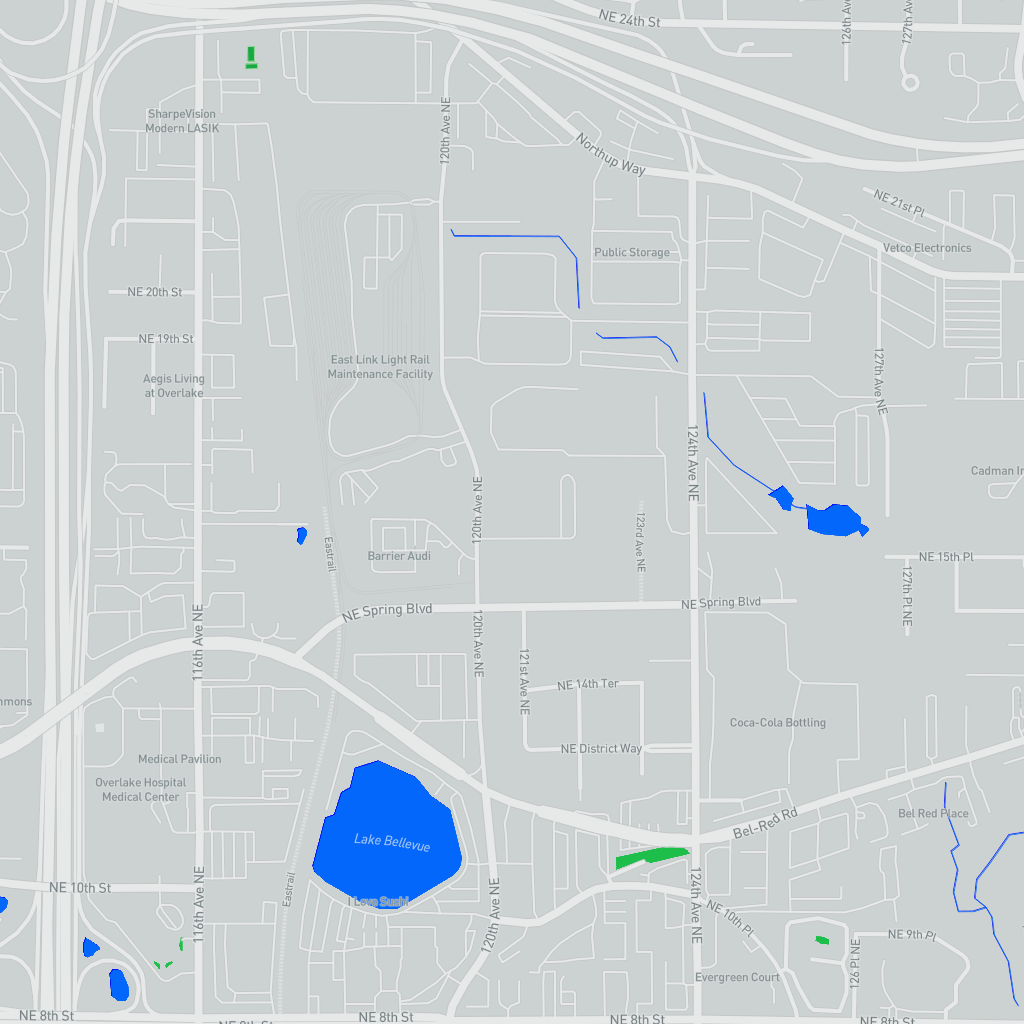 NE 24th St
126th Ave
127th Ave
SharpeVision
Modern LASIK
120th Ave NE
Northup Way
NE 21st Pl
Public Storage
Vetco Electronics
NE 20th St
NE 19th St
East Link Light Rail
Maintenance Facility
Aegis Living
at Overlake
127th Ave NE
124th Ave NE
Cadman In
120th Ave NE
123rd Ave NE
Eastrail
Barrier Audi
NE 15th Pl
127th PLNE
NE Spring Blvd
NE Spring Blvd
116th Ave NE
120th Ave NE
121st Ave NE
NE 14th Ter
mmons
Coca-Cola Bottling
NE District Way
Medical Pavilion
Overlake Hospital
Medical Center
Bel-Red Rd
Bel Red Place
Lake Bellevue
NE 10th St
Eastrail
I Love Sushi
116th Ave NE
120th Ave NE
124th Ave NE
NE 10th Pl
NE 9th Pl
126 PLNE
Evergreen Court
NE 8th St
NE 8th St
NE 8th St
NE 8th St
NE 8th St